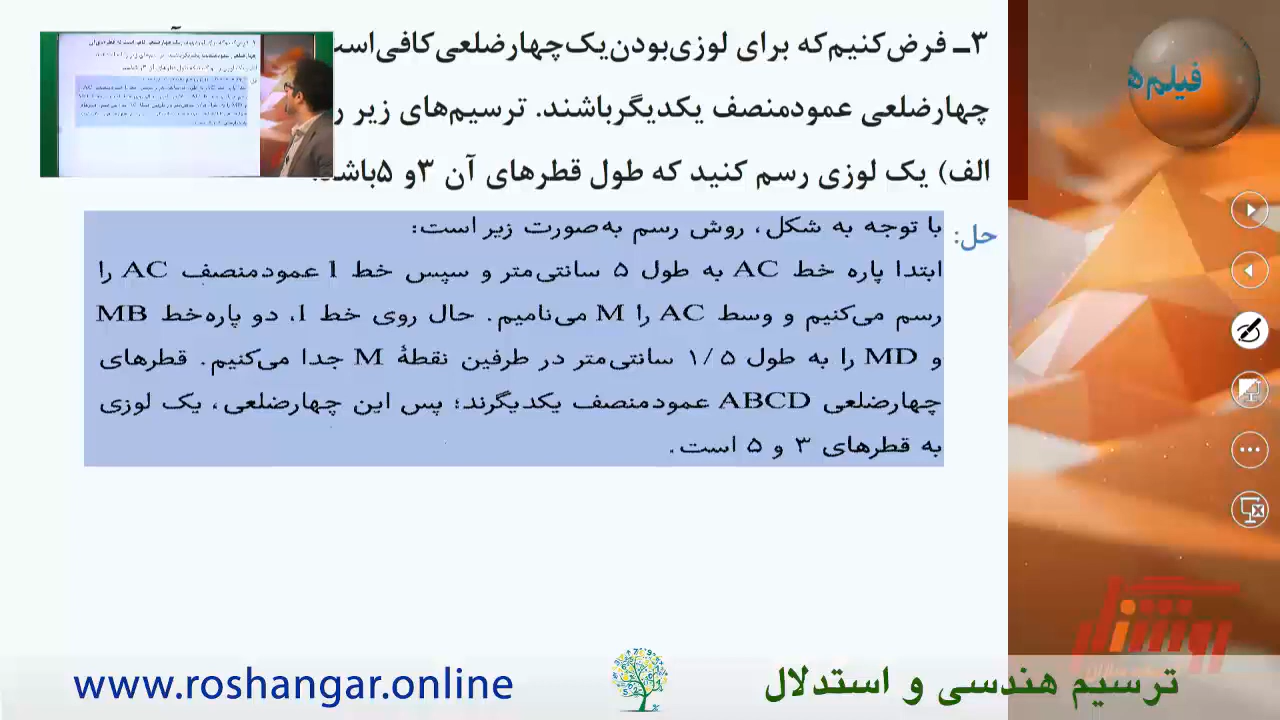 ۳ـ فرض‌کنیم‌که برای لوزی‌بودن‌یک‌چهارضلعی‌کافی‌است
چهارضلعی عمودمنصف یکدیگرباشند. ترسیم‌های زیر ر
الف) یک لوزی رسم کنید که طول قطرهای آن ۳و ۵باشد.
حل:
با توجه به شکل، روش رسم به‌صورت زیر است:
ابتدا پاره خط AC به طول ۵ سانتی‌متر و سپس خط l عمودمنصف AC را
رسم می‌کنیم و وسط AC را M می‌نامیم. حال روی خط l، دو پاره‌خط MB
و MD را به طول ۱/۵ سانتی‌متر در طرفین نقطهٔ M جدا می‌کنیم. قطرهای
چهارضلعی ABCD عمودمنصف یکدیگرند؛ پس این چهارضلعی، یک لوزی
به قطرهای ۳ و ۵ است.
فیلم ه
روشنگر
www.roshangar.online
ترسیم هندسی و استدلال